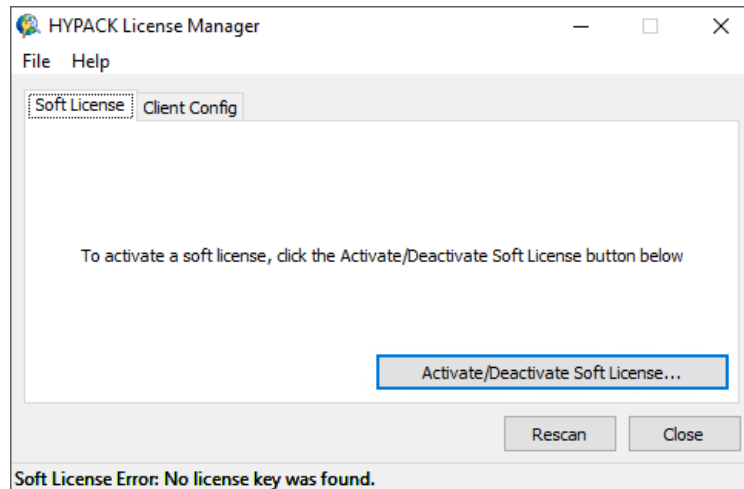 HYPACK License Manager
File Help
Soft License Client Config
To activate a soft license, click the Activate/Deactivate Soft License button below
Activate/Deactivate Soft License...
Rescan Close
Soft License Error: No license key was found.